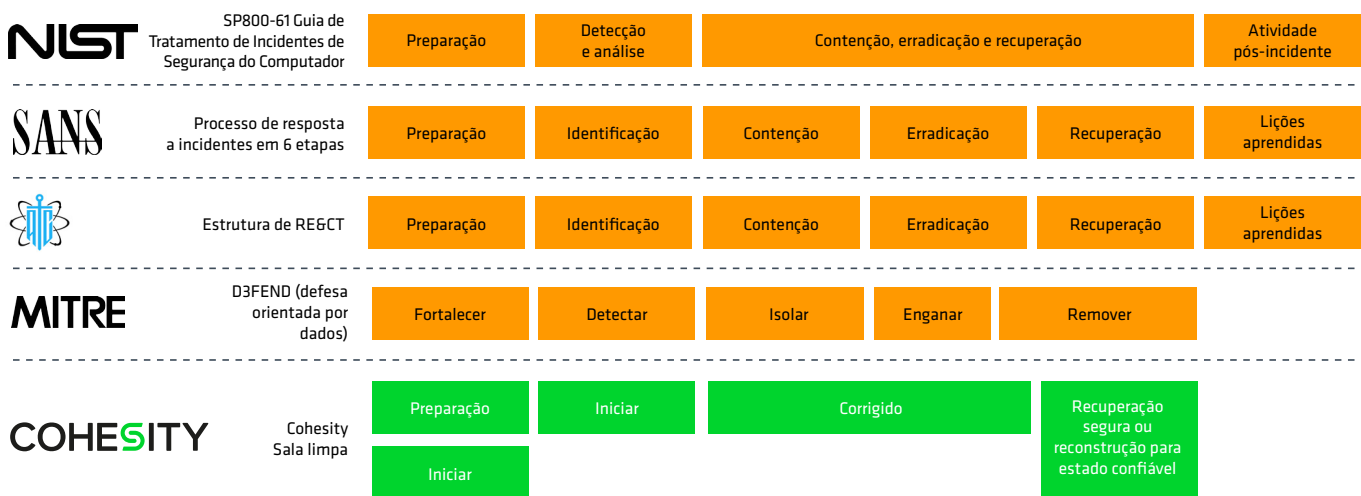 NIST
SP800-61 Guia de
Tratamento de Incidentes de
Segurança do Computador
Preparação
Detecção
e análise
Contenção, erradicação e recuperação
Atividade
pós-incidente
SANS
Processo de resposta
a incidentes em 6 etapas
Preparação
Identificação
Contenção
Erradicação
Recuperação
Lições
aprendidas
Estrutura de RE&CT
Preparação
Identificação
Contenção
Erradicação
Recuperação
Lições
aprendidas
MITRE
D3FEND (defesa
orientada por
dados)
Fortalecer
Detectar
Isolar
Enganar
Remover
COHESITY
Cohesity
Sala limpa
Preparação
Iniciar
Iniciar
Corrigido
Recuperação
segura ou
reconstrução para
estado confiável